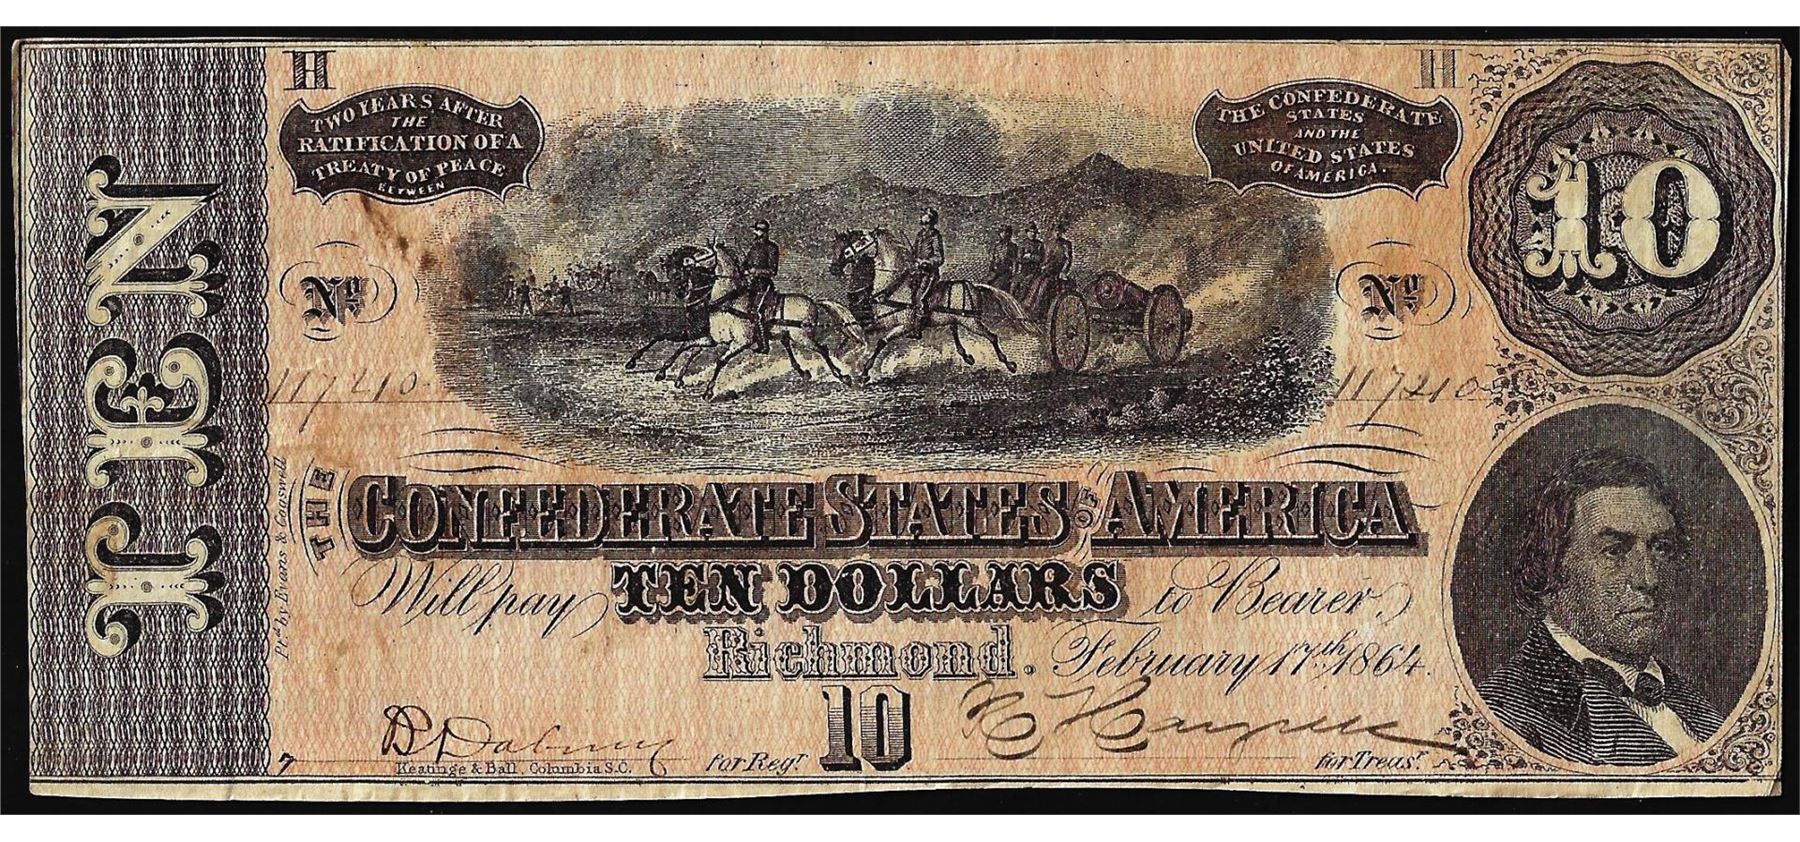 H
H
TWO YEARS AFTER
THE
RATIFICATION OF A
TREATY OF PEACE
BETWEEN
THE CONFEDERATE
STATES
AND THE
UNITED STATES
OF AMERICA.
10
TEN
No
No
117210
117210
THE
CONFEDERATE STATES OF AMERICA
Will pay TEN DOLLARS to Bearer,
Richmond. February 17th, 1864.
Ptd. by Evans & Cogswell
10
for Regr
for Treasr
7
Keatinge & Ball, Columbia S.C.